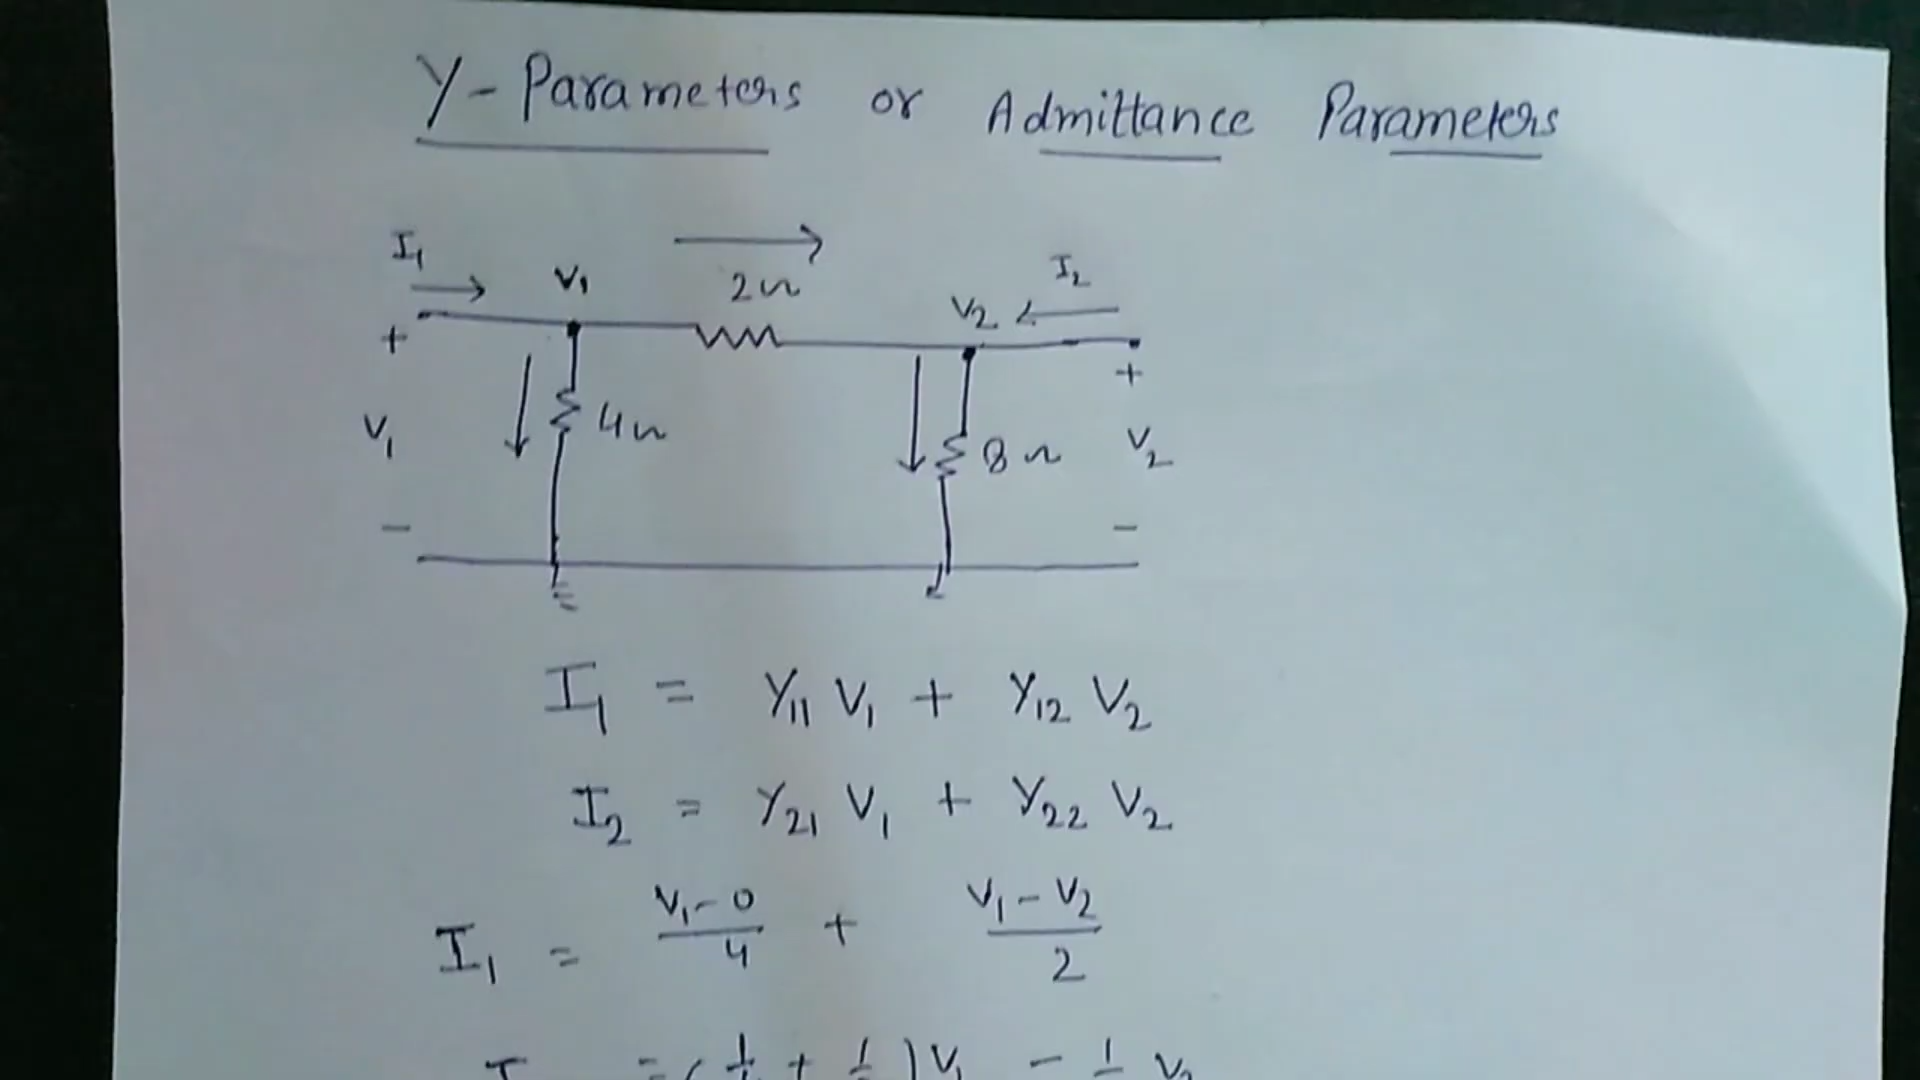 Y-Parameters or Admittance Parameters
I₁
V₁
2Ω
V₂
I₂
+
+
V₁
4Ω
8Ω
V₂
-
-
I₁ = Y₁₁ V₁ + Y₁₂ V₂
I₂ = Y₂₁ V₁ + Y₂₂ V₂
I₁ = (V₁-0)/4 + (V₁-V₂)/2